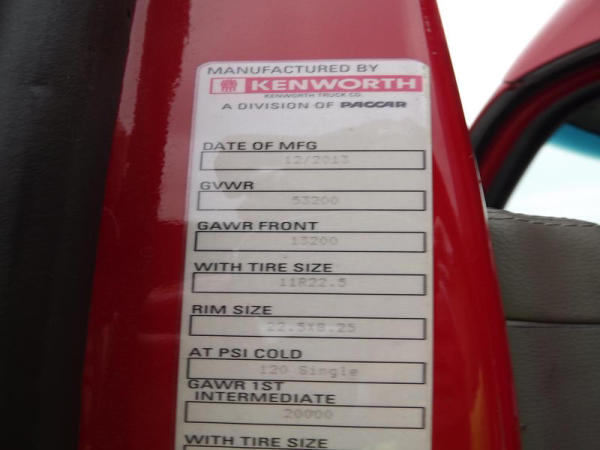 MANUFACTURED BY
KENWORTH
KENWORTH TRUCK CO.
A DIVISION OF PACCAR
DATE OF MFG
12/2013
GVWR
53200
GAWR FRONT
13200
WITH TIRE SIZE
11R22.5
RIM SIZE
22.5X8.25
AT PSI COLD
120 Single
GAWR 1ST
INTERMEDIATE
20000
WITH TIRE SIZE